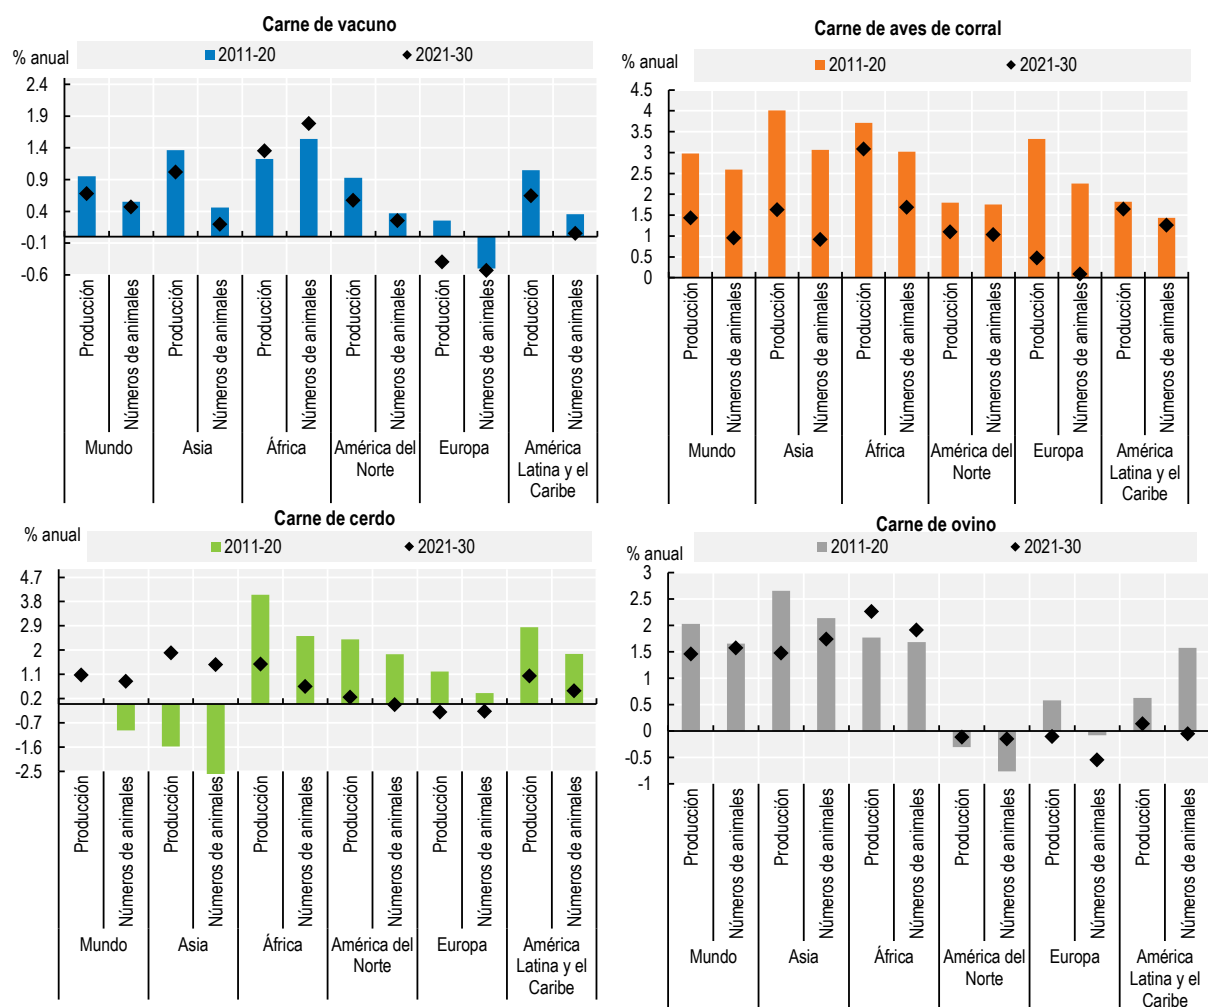 Carne de vacuno
% anual
2011-20
2021-30
2.4
1.9
1.4
0.9
0.4
-0.1
-0.6
Producción
Números de animales
Producción
Números de animales
Producción
Números de animales
Producción
Números de animales
Producción
Números de animales
Producción
Números de animales
Mundo
Asia
África
América del
Norte
Europa
América
Latina y el
Caribe
Carne de aves de corral
% anual
2011-20
2021-30
4.5
4
3.5
3
2.5
2
1.5
1
0.5
0
Producción
Números de animales
Producción
Números de animales
Producción
Números de animales
Producción
Números de animales
Producción
Números de animales
Producción
Números de animales
Mundo
Asia
África
América del
Norte
Europa
América
Latina y el
Caribe
Carne de cerdo
% anual
2011-20
2021-30
4.7
3.8
2.9
2
1.1
0.2
-0.7
-1.6
-2.5
Producción
Números de animales
Producción
Números de animales
Producción
Números de animales
Producción
Números de animales
Producción
Números de animales
Producción
Números de animales
Mundo
Asia
África
América del
Norte
Europa
América
Latina y el
Caribe
Carne de ovino
% anual
2011-20
2021-30
3
2.5
2
1.5
1
0.5
0
-0.5
-1
Producción
Números de animales
Producción
Números de animales
Producción
Números de animales
Producción
Números de animales
Producción
Números de animales
Producción
Números de animales
Mundo
Asia
África
América del
Norte
Europa
América
Latina y el
Caribe